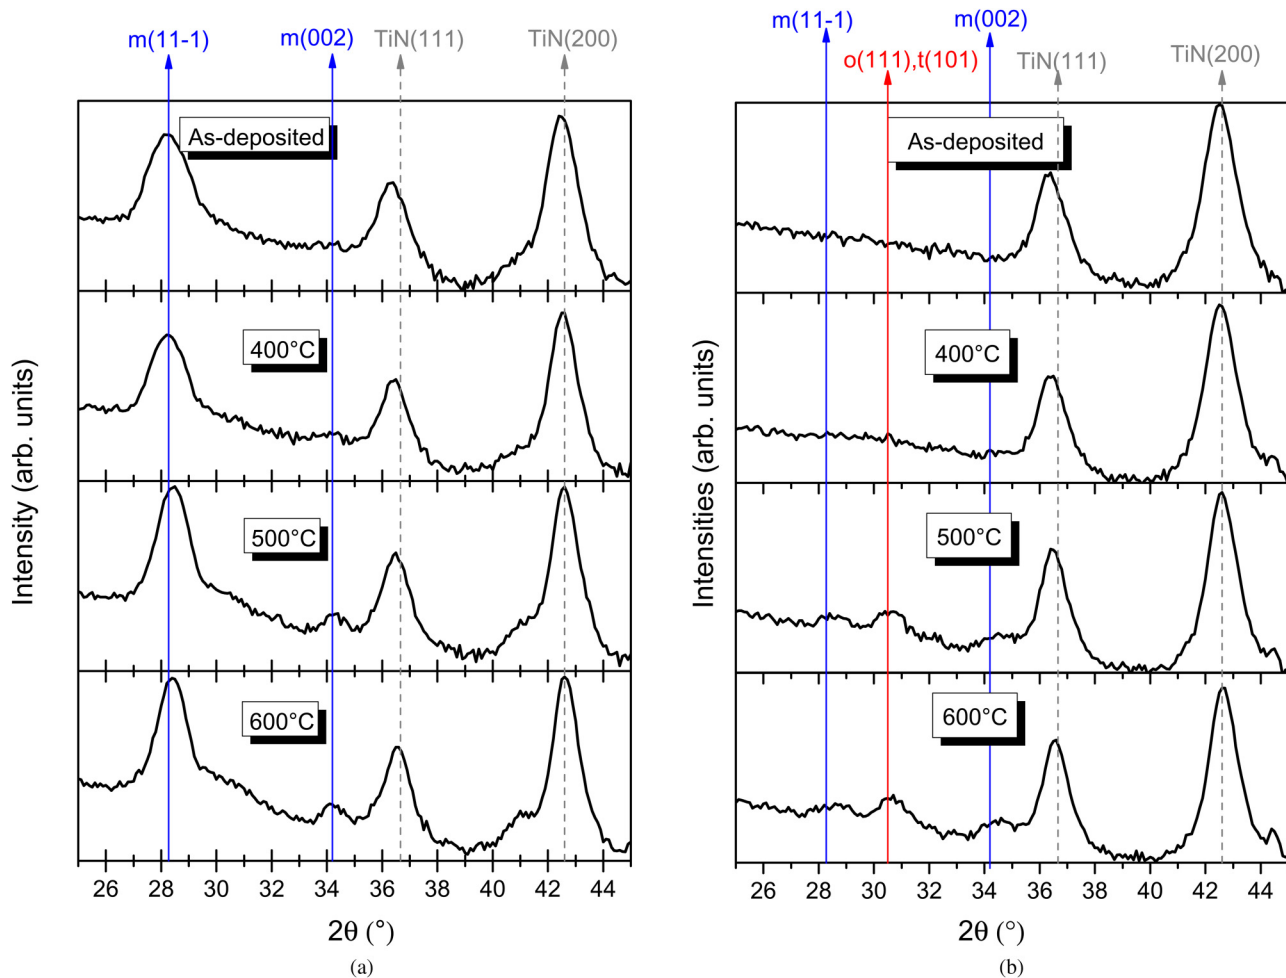 m(11-1)
m(002)
TiN(111)
TiN(200)
As-deposited
400°C
500°C
600°C
Intensity (arb. units)
26 28 30 32 34 36 38 40 42 44
2θ (°)
(a)
m(11-1)
m(002)
o(111),t(101)
TiN(111)
TiN(200)
As-deposited
400°C
500°C
600°C
Intensities (arb. units)
26 28 30 32 34 36 38 40 42 44
2θ (°)
(b)